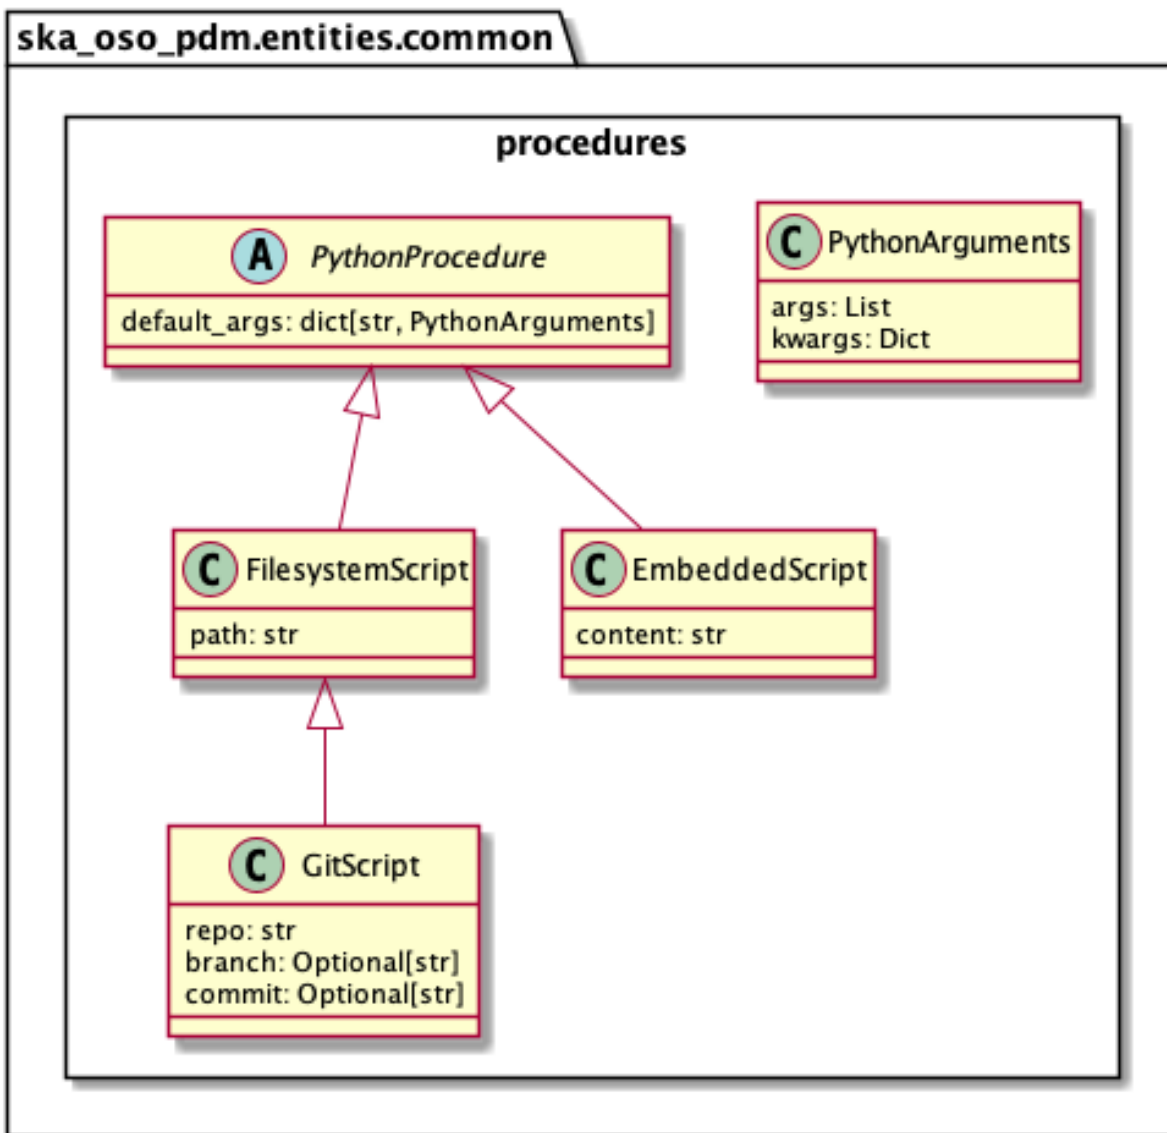 ska_oso_pdm.entities.common
procedures
A PythonProcedure
default_args: dict[str, PythonArguments]
C PythonArguments
args: List
kwargs: Dict
C FilesystemScript
path: str
C EmbeddedScript
content: str
C GitScript
repo: str
branch: Optional[str]
commit: Optional[str]